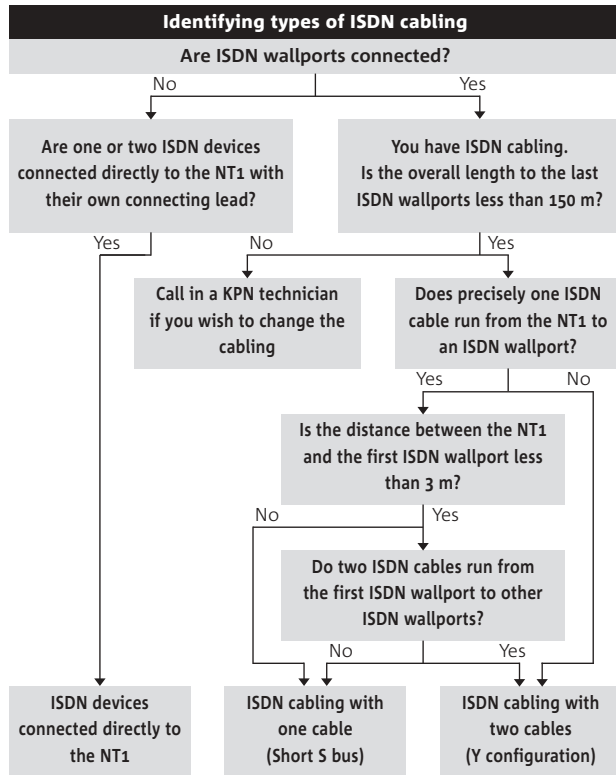 Identifying types of ISDN cabling
Are ISDN wallports connected?
No
Yes
Are one or two ISDN devices
connected directly to the NT1 with
their own connecting lead?
You have ISDN cabling.
Is the overall length to the last
ISDN wallports less than 150 m?
Yes
No
Yes
Call in a KPN technician
if you wish to change the
cabling
Does precisely one ISDN
cable run from the NT1 to
an ISDN wallport?
Yes
No
Is the distance between the NT1
and the first ISDN wallport less
than 3 m?
No
Yes
Do two ISDN cables run from
the first ISDN wallport to other
ISDN wallports?
No
Yes
ISDN devices
connected directly to
the NT1
ISDN cabling with
one cable
(Short S bus)
ISDN cabling with
two cables
(Y configuration)